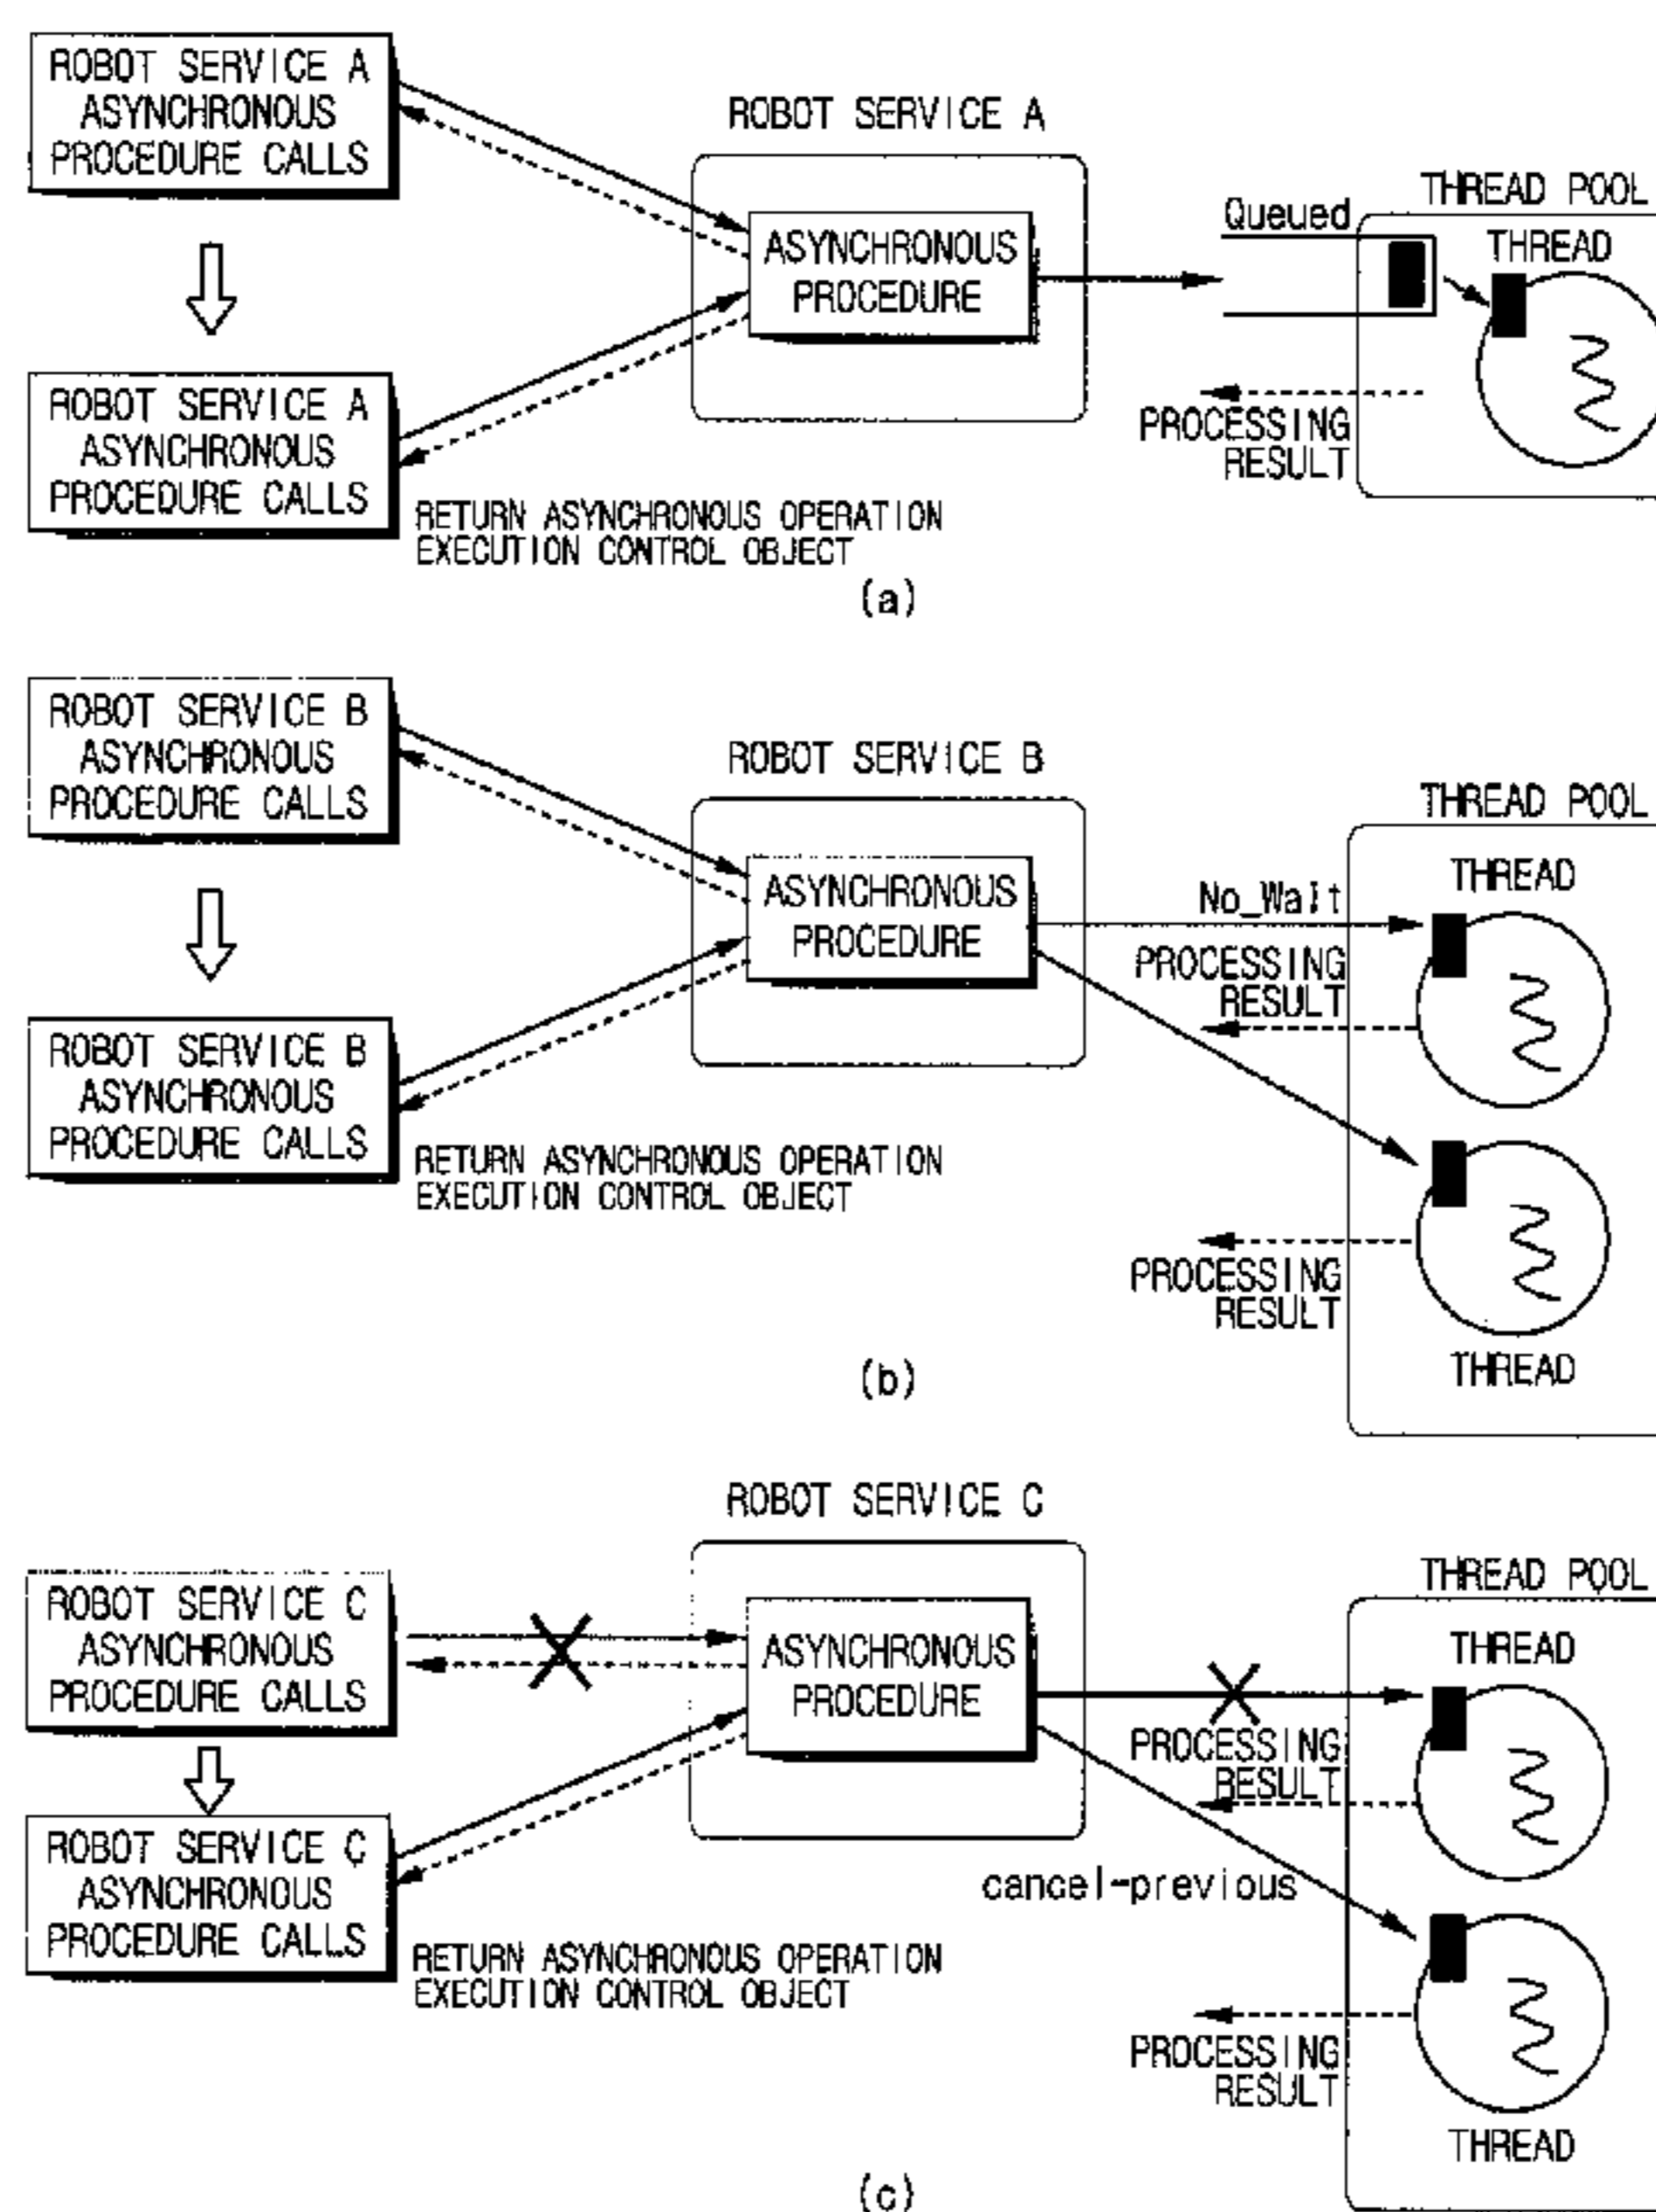 ROBOT SERVICE A
ASYNCHRONOUS
PROCEDURE CALLS
ROBOT SERVICE A
ASYNCHRONOUS
PROCEDURE
THREAD POOL
Queued
THREAD
PROCESSING
RESULT
ROBOT SERVICE A
ASYNCHRONOUS
PROCEDURE CALLS
RETURN ASYNCHRONOUS OPERATION
EXECUTION CONTROL OBJECT
(a)
ROBOT SERVICE B
ASYNCHRONOUS
PROCEDURE CALLS
ROBOT SERVICE B
ASYNCHRONOUS
PROCEDURE
THREAD POOL
THREAD
No_Wait
PROCESSING
RESULT
ROBOT SERVICE B
ASYNCHRONOUS
PROCEDURE CALLS
RETURN ASYNCHRONOUS OPERATION
EXECUTION CONTROL OBJECT
PROCESSING
RESULT
THREAD
(b)
ROBOT SERVICE C
ROBOT SERVICE C
ASYNCHRONOUS
PROCEDURE CALLS
ASYNCHRONOUS
PROCEDURE
THREAD POOL
THREAD
PROCESSING
RESULT
cancel-previous
ROBOT SERVICE C
ASYNCHRONOUS
PROCEDURE CALLS
RETURN ASYNCHRONOUS OPERATION
EXECUTION CONTROL OBJECT
PROCESSING
RESULT
THREAD
(c)